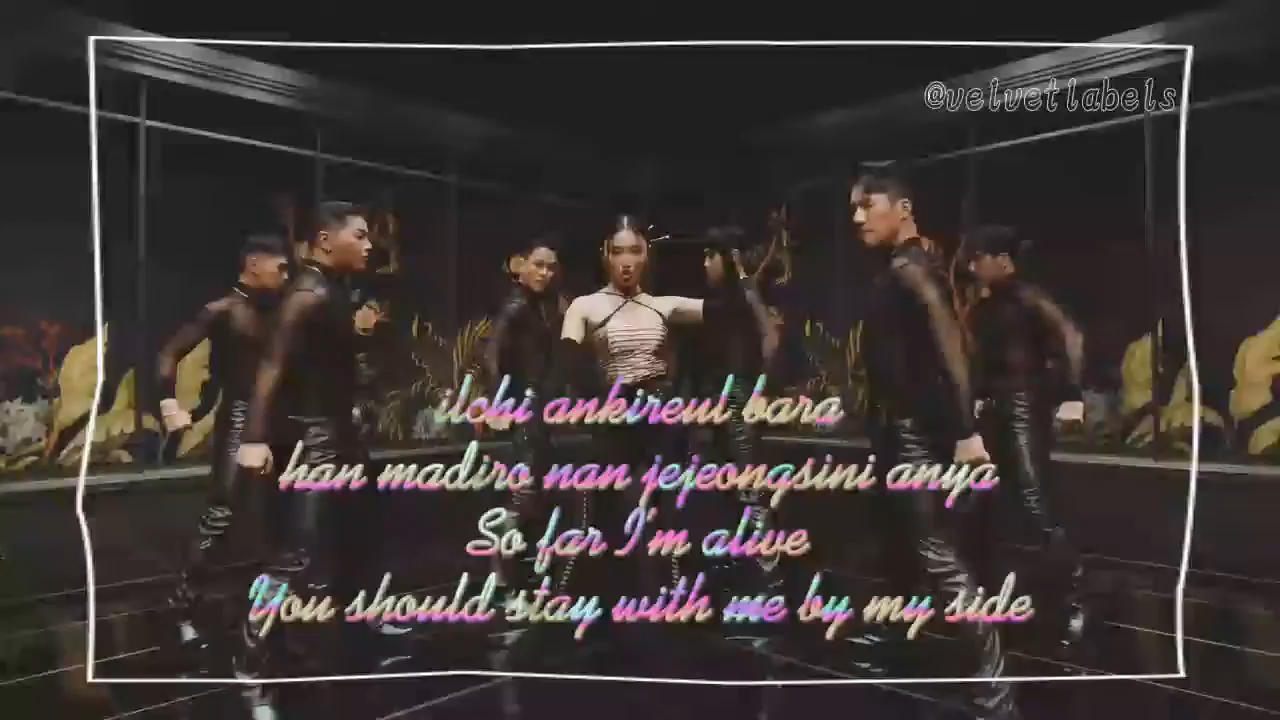 @velvetlabels
ilchi ankireul bara
han madiro nan jejeongsini anya
So far I'm alive
You should stay with me by my side